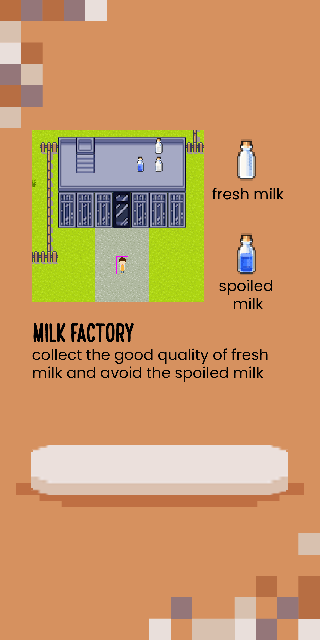 fresh milk
spoiled
milk
MILK FACTORY
collect the good quality of fresh
milk and avoid the spoiled milk